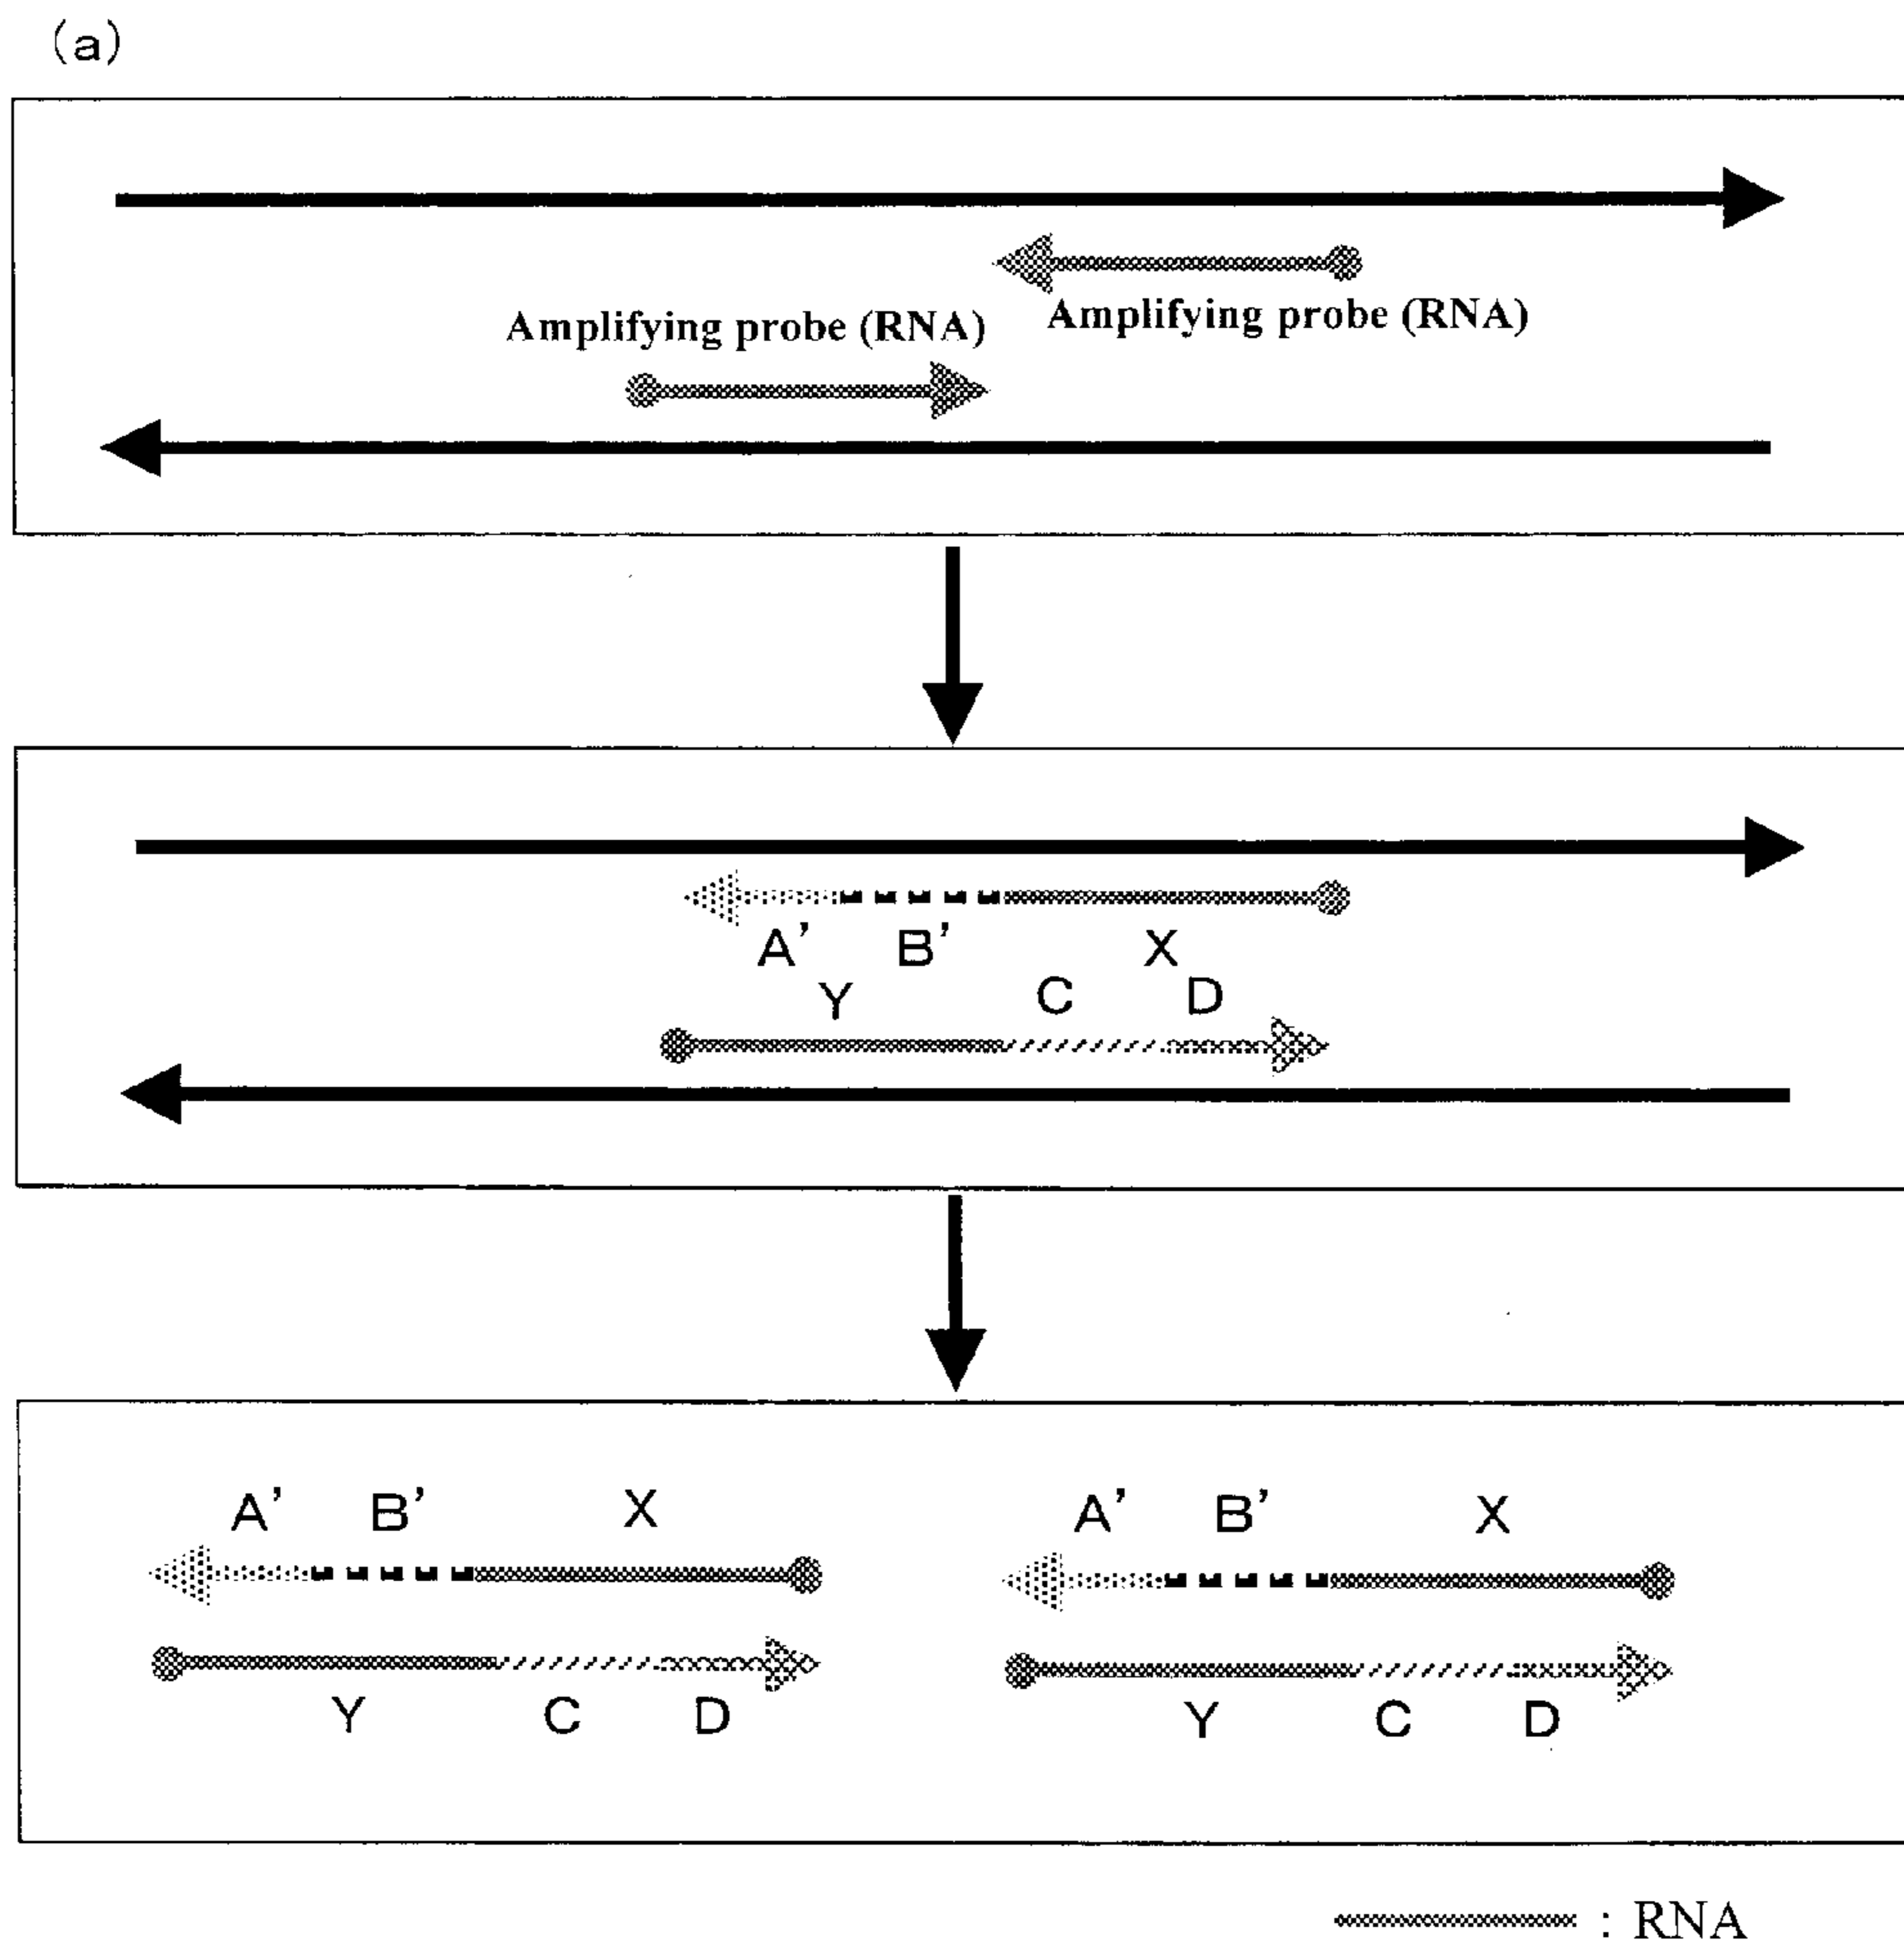 (a)
Amplifying probe (RNA)
Amplifying probe (RNA)
A' B' X
Y C D
A' B' X A' B' X
Y C D Y C D
: RNA